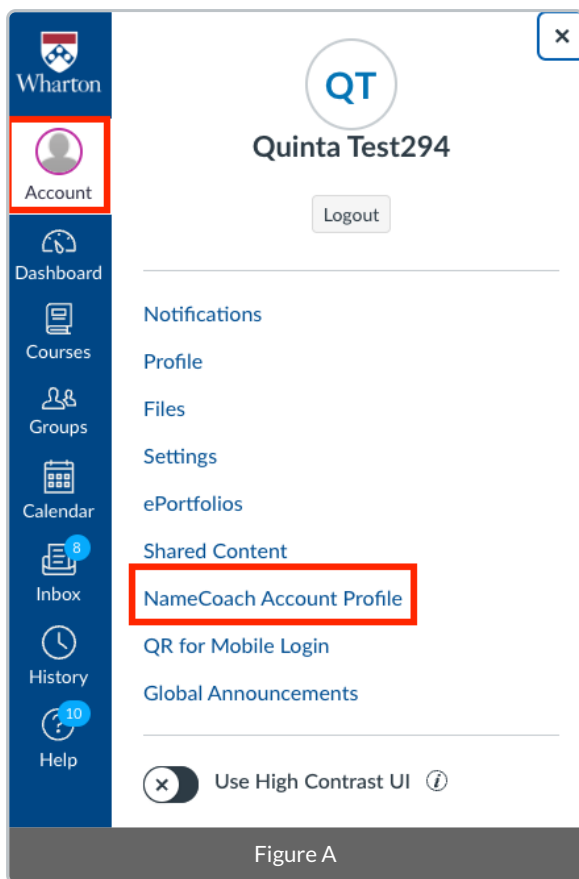 Wharton
Account
Dashboard
Courses
Groups
Calendar
8
Inbox
History
10
Help
QT
Quinta Test294
Logout
Notifications
Profile
Files
Settings
ePortfolios
Shared Content
NameCoach Account Profile
QR for Mobile Login
Global Announcements
Use High Contrast UI
Figure A